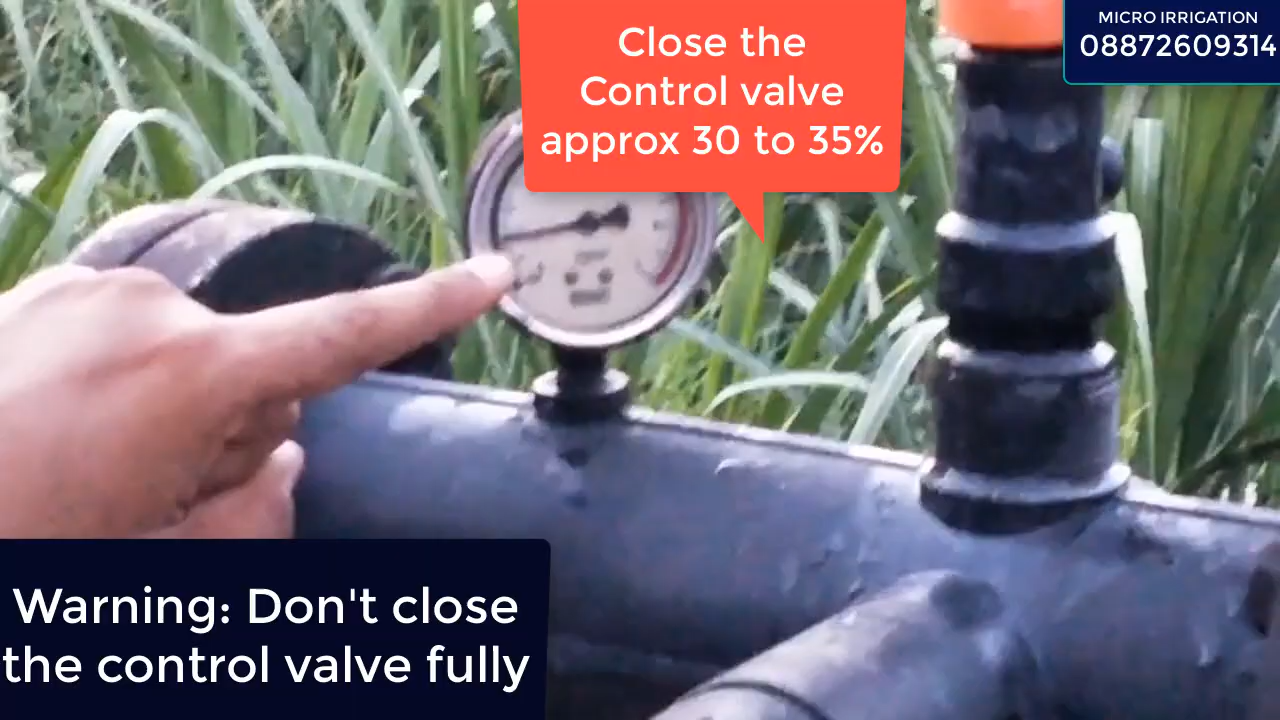 MICRO IRRIGATION
08872609314
Close the
Control valve
approx 30 to 35%
Warning: Don't close
the control valve fully